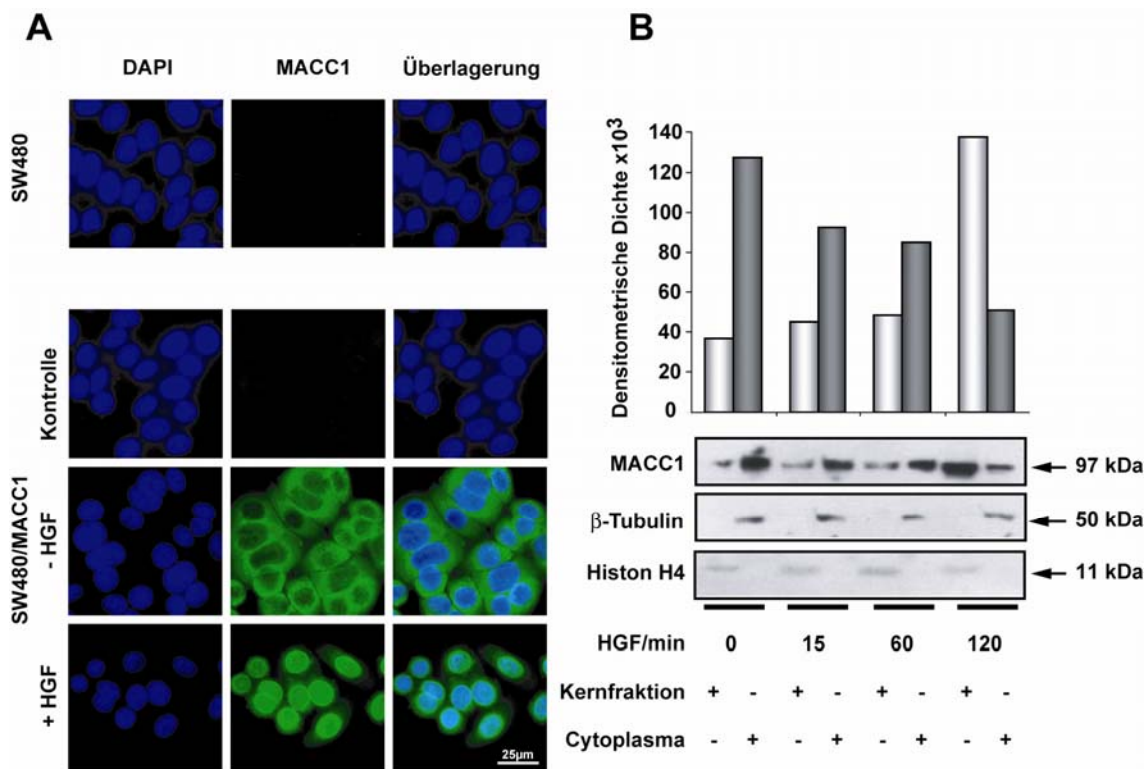 A
DAPI MACC1 Überlagerung
SW480
SW480/MACC1
Kontrolle
- HGF
+ HGF
25µm
B
Densitometrische Dichte x10³
140
120
100
80
60
40
20
0
MACC1 97 kDa
β-Tubulin 50 kDa
Histon H4 11 kDa
HGF/min 0 15 60 120
Kernfraktion + - + - + - + -
Cytoplasma - + - + - + - +